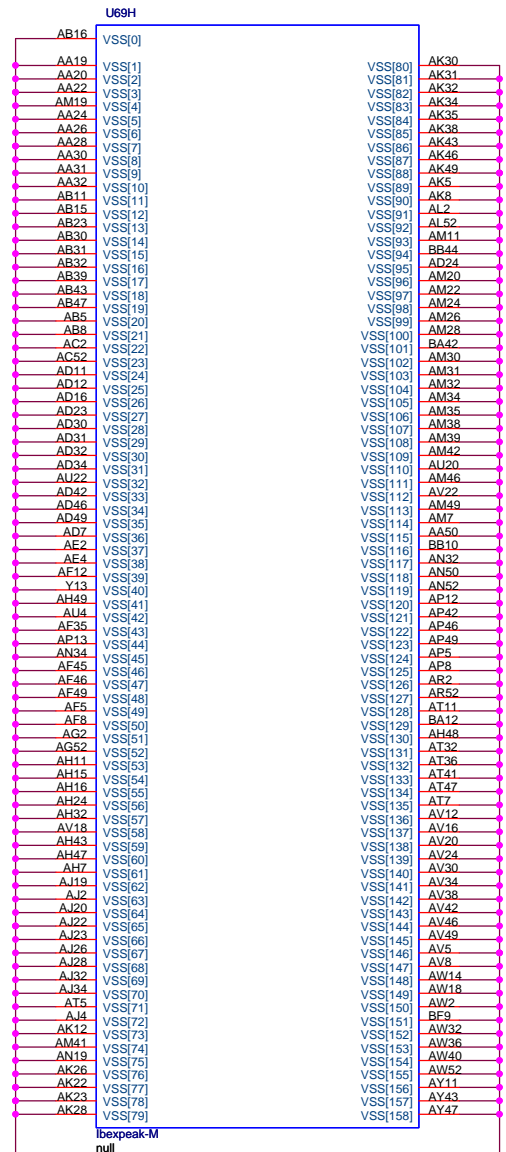 U69H
AB16 VSS[0]
AA19 VSS[1] VSS[80] AK30
AA20 VSS[2] VSS[81] AK31
AA22 VSS[3] VSS[82] AK32
AM19 VSS[4] VSS[83] AK34
AA24 VSS[5] VSS[84] AK35
AA26 VSS[6] VSS[85] AK38
AA28 VSS[7] VSS[86] AK43
AA30 VSS[8] VSS[87] AK46
AA31 VSS[9] VSS[88] AK49
AA32 VSS[10] VSS[89] AK5
AB11 VSS[11] VSS[90] AK8
AB15 VSS[12] VSS[91] AL2
AB23 VSS[13] VSS[92] AL52
AB30 VSS[14] VSS[93] AM11
AB31 VSS[15] VSS[94] BB44
AB32 VSS[16] VSS[95] AD24
AB39 VSS[17] VSS[96] AM20
AB43 VSS[18] VSS[97] AM22
AB47 VSS[19] VSS[98] AM24
AB5 VSS[20] VSS[99] AM26
AB8 VSS[21] VSS[100] AM28
AC2 VSS[22] VSS[101] BA42
AC52 VSS[23] VSS[102] AM30
AD11 VSS[24] VSS[103] AM31
AD12 VSS[25] VSS[104] AM32
AD16 VSS[26] VSS[105] AM34
AD23 VSS[27] VSS[106] AM35
AD30 VSS[28] VSS[107] AM38
AD31 VSS[29] VSS[108] AM39
AD32 VSS[30] VSS[109] AM42
AD34 VSS[31] VSS[110] AU20
AU22 VSS[32] VSS[111] AM46
AD42 VSS[33] VSS[112] AV22
AD46 VSS[34] VSS[113] AM49
AD49 VSS[35] VSS[114] AM7
AD7 VSS[36] VSS[115] AA50
AE2 VSS[37] VSS[116] BB10
AE4 VSS[38] VSS[117] AN32
AF12 VSS[39] VSS[118] AN50
Y13 VSS[40] VSS[119] AN52
AH49 VSS[41] VSS[120] AP12
AU4 VSS[42] VSS[121] AP42
AF35 VSS[43] VSS[122] AP46
AP13 VSS[44] VSS[123] AP49
AN34 VSS[45] VSS[124] AP5
AF45 VSS[46] VSS[125] AP8
AF46 VSS[47] VSS[126] AR2
AF49 VSS[48] VSS[127] AR52
AF5 VSS[49] VSS[128] AT11
AF8 VSS[50] VSS[129] BA12
AG2 VSS[51] VSS[130] AH48
AG52 VSS[52] VSS[131] AT32
AH11 VSS[53] VSS[132] AT36
AH15 VSS[54] VSS[133] AT41
AH16 VSS[55] VSS[134] AT47
AH24 VSS[56] VSS[135] AT7
AH32 VSS[57] VSS[136] AV12
AV18 VSS[58] VSS[137] AV16
AH43 VSS[59] VSS[138] AV20
AH47 VSS[60] VSS[139] AV24
AH7 VSS[61] VSS[140] AV30
AJ19 VSS[62] VSS[141] AV34
AJ2 VSS[63] VSS[142] AV38
AJ20 VSS[64] VSS[143] AV42
AJ22 VSS[65] VSS[144] AV46
AJ23 VSS[66] VSS[145] AV49
AJ26 VSS[67] VSS[146] AV5
AJ28 VSS[68] VSS[147] AV8
AJ32 VSS[69] VSS[148] AW14
AJ34 VSS[70] VSS[149] AW18
AT5 VSS[71] VSS[150] AW2
AJ4 VSS[72] VSS[151] BF9
AK12 VSS[73] VSS[152] AW32
AM41 VSS[74] VSS[153] AW36
AN19 VSS[75] VSS[154] AW40
AK26 VSS[76] VSS[155] AW52
AK22 VSS[77] VSS[156] AY11
AK23 VSS[78] VSS[157] AY43
AK28 VSS[79] VSS[158] AY47
Ibexpeak-M
null